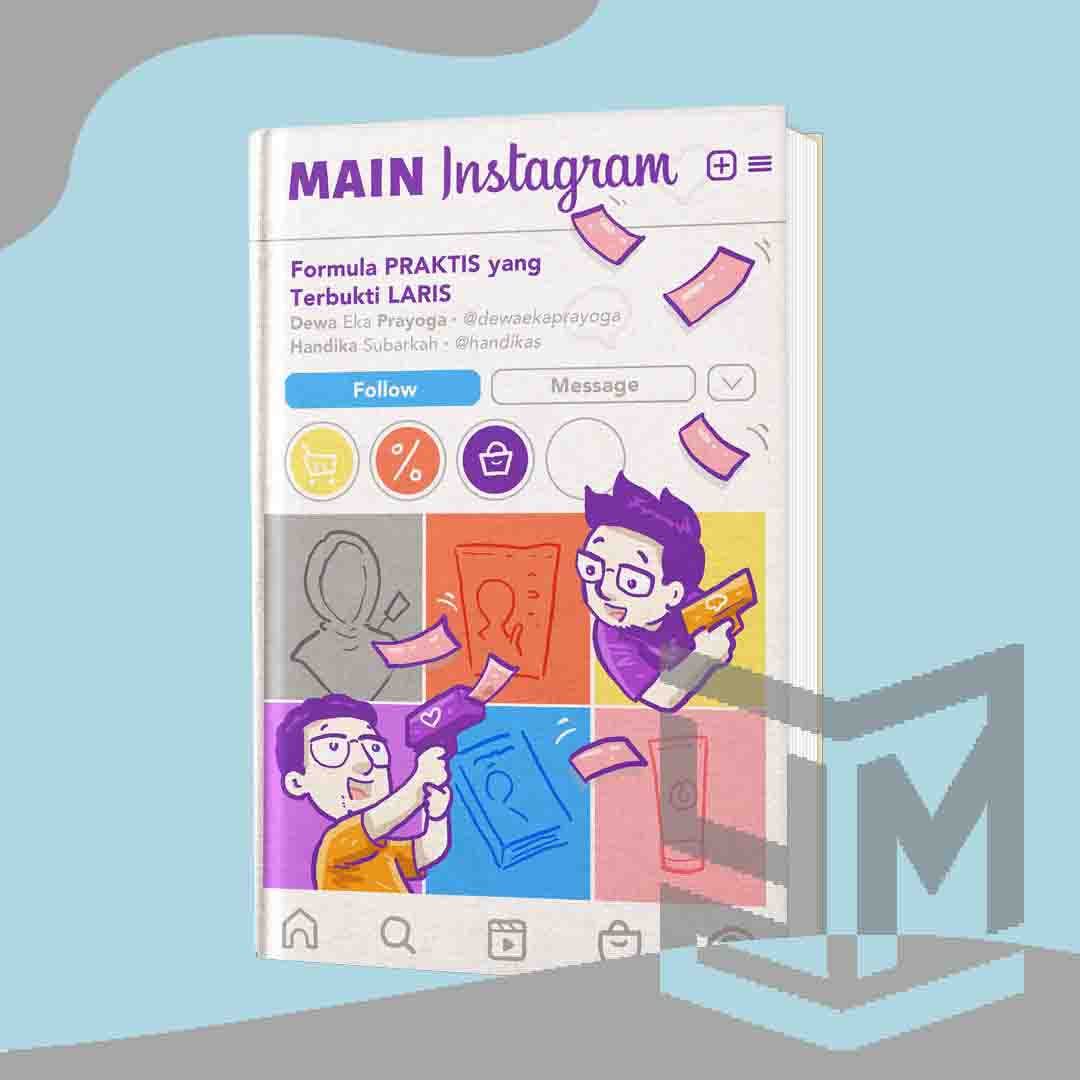 MAIN Instagram
Formula PRAKTIS yang
Terbukti LARIS
Dewa Eka Prayoga • @dewaekaprayoga
Handika Subarkah • @handikas
Follow
Message
%
M